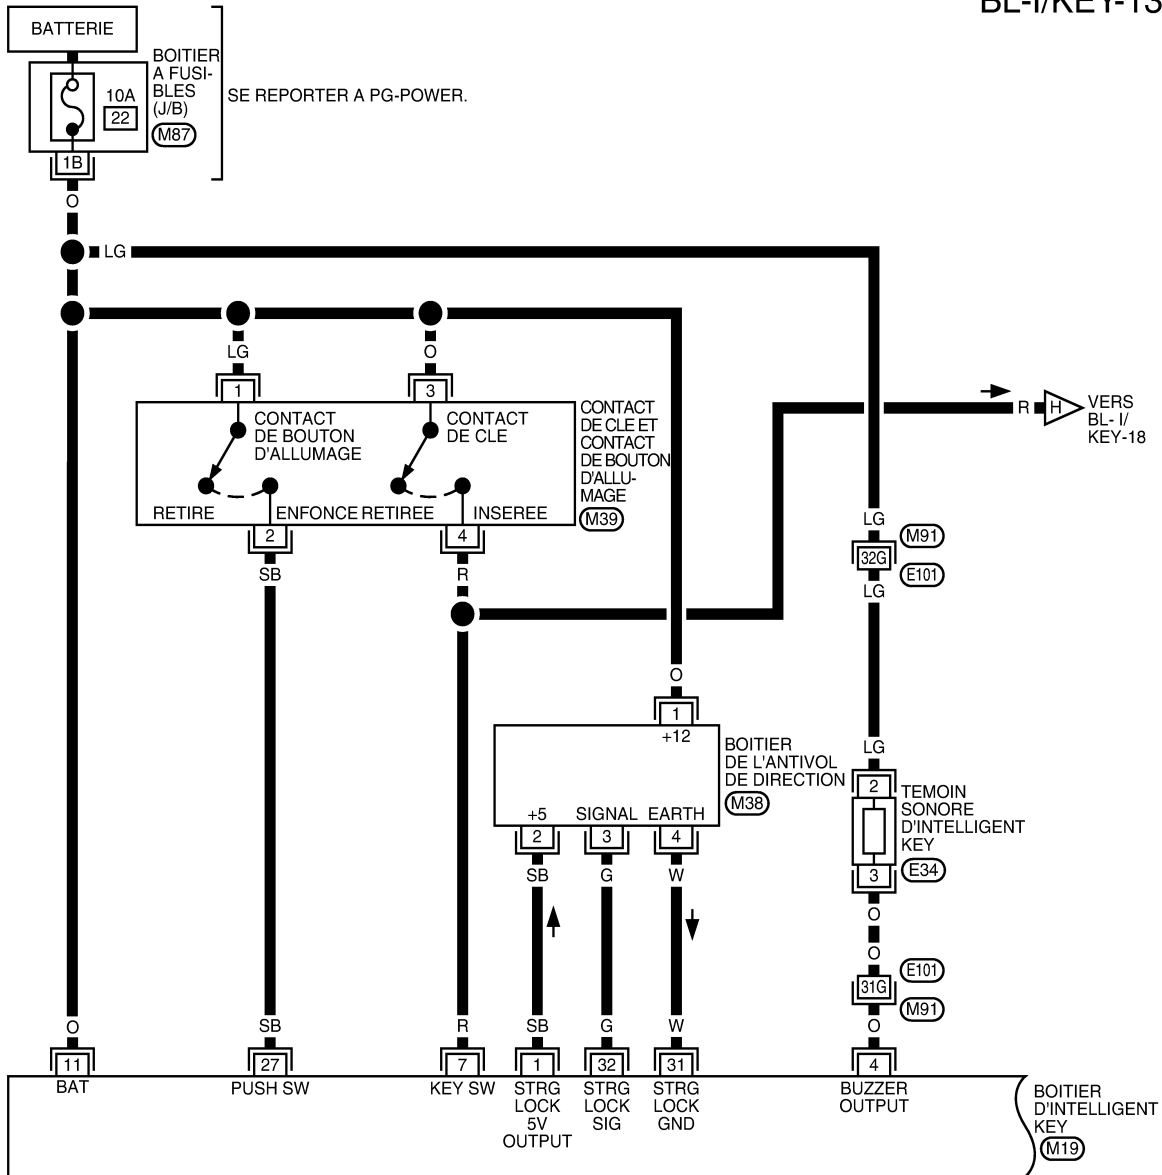 BL-I/KEY-13
BATTERIE
BOITIER
A FUSI-
BLES
(J/B)
M87
10A
22
SE REPORTER A PG-POWER.
1B
O
LG
LG
O
1
3
CONTACT
DE BOUTON
D'ALLUMAGE
CONTACT
DE CLE
CONTACT
DE CLE ET
CONTACT
DE BOUTON
D'ALLU-
MAGE
M39
RETIRE
ENFONCE
RETIREE
INSEREE
R
H
VERS
BL- I/
KEY-18
2
4
SB
R
LG
M91
32G
E101
LG
O
1
+12
BOITIER
DE L'ANTIVOL
DE DIRECTION
M38
+5
SIGNAL
EARTH
2
3
4
SB
G
W
LG
2
TEMOIN
SONORE
D'INTELLIGENT
KEY
E34
3
O
O
E101
31G
M91
O
SB
R
SB
G
W
O
11
27
7
1
32
31
4
BAT
PUSH SW
KEY SW
STRG
LOCK
5V
OUTPUT
STRG
LOCK
SIG
STRG
LOCK
GND
BUZZER
OUTPUT
BOITIER
D'INTELLIGENT
KEY
M19